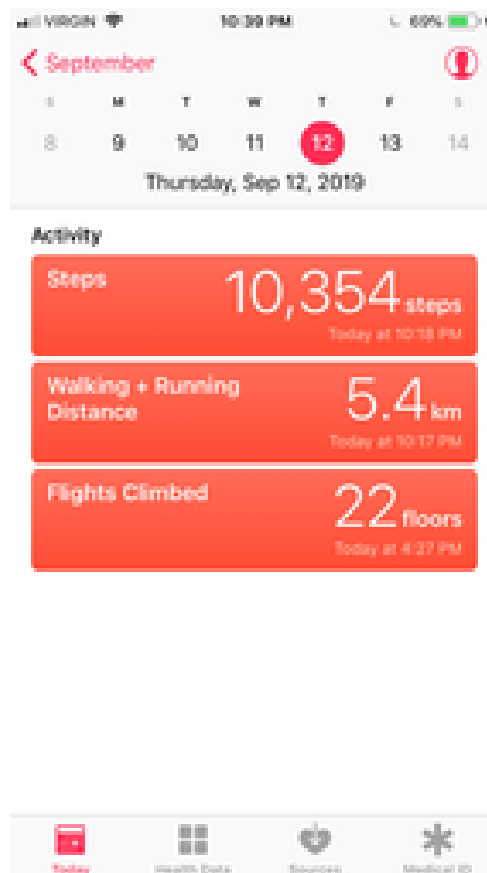 VIRGIN 10:39 PM 69%
September
S M T W T F S
8 9 10 11 12 13 14
Thursday, Sep 12, 2019
Activity
Steps 10,354 steps
Today at 10:18 PM
Walking + Running
Distance 5.4 km
Today at 10:17 PM
Flights Climbed 22 floors
Today at 4:27 PM
Today Health Data Sources Medical ID